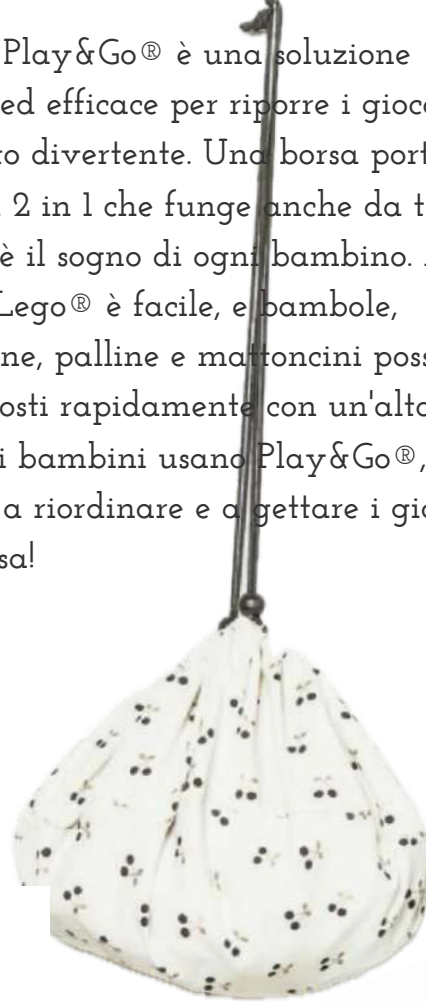 Play&Go® è una soluzione
ed efficace per riporre i gioc
to divertente. Una borsa port
2 in 1 che funge anche da t
è il sogno di ogni bambino.
Lego® è facile, e bambole,
ne, palline e mattoncini poss
osti rapidamente con un'alto
i bambini usano Play&Go®,
a riordinare e a gettare i gio
sa!